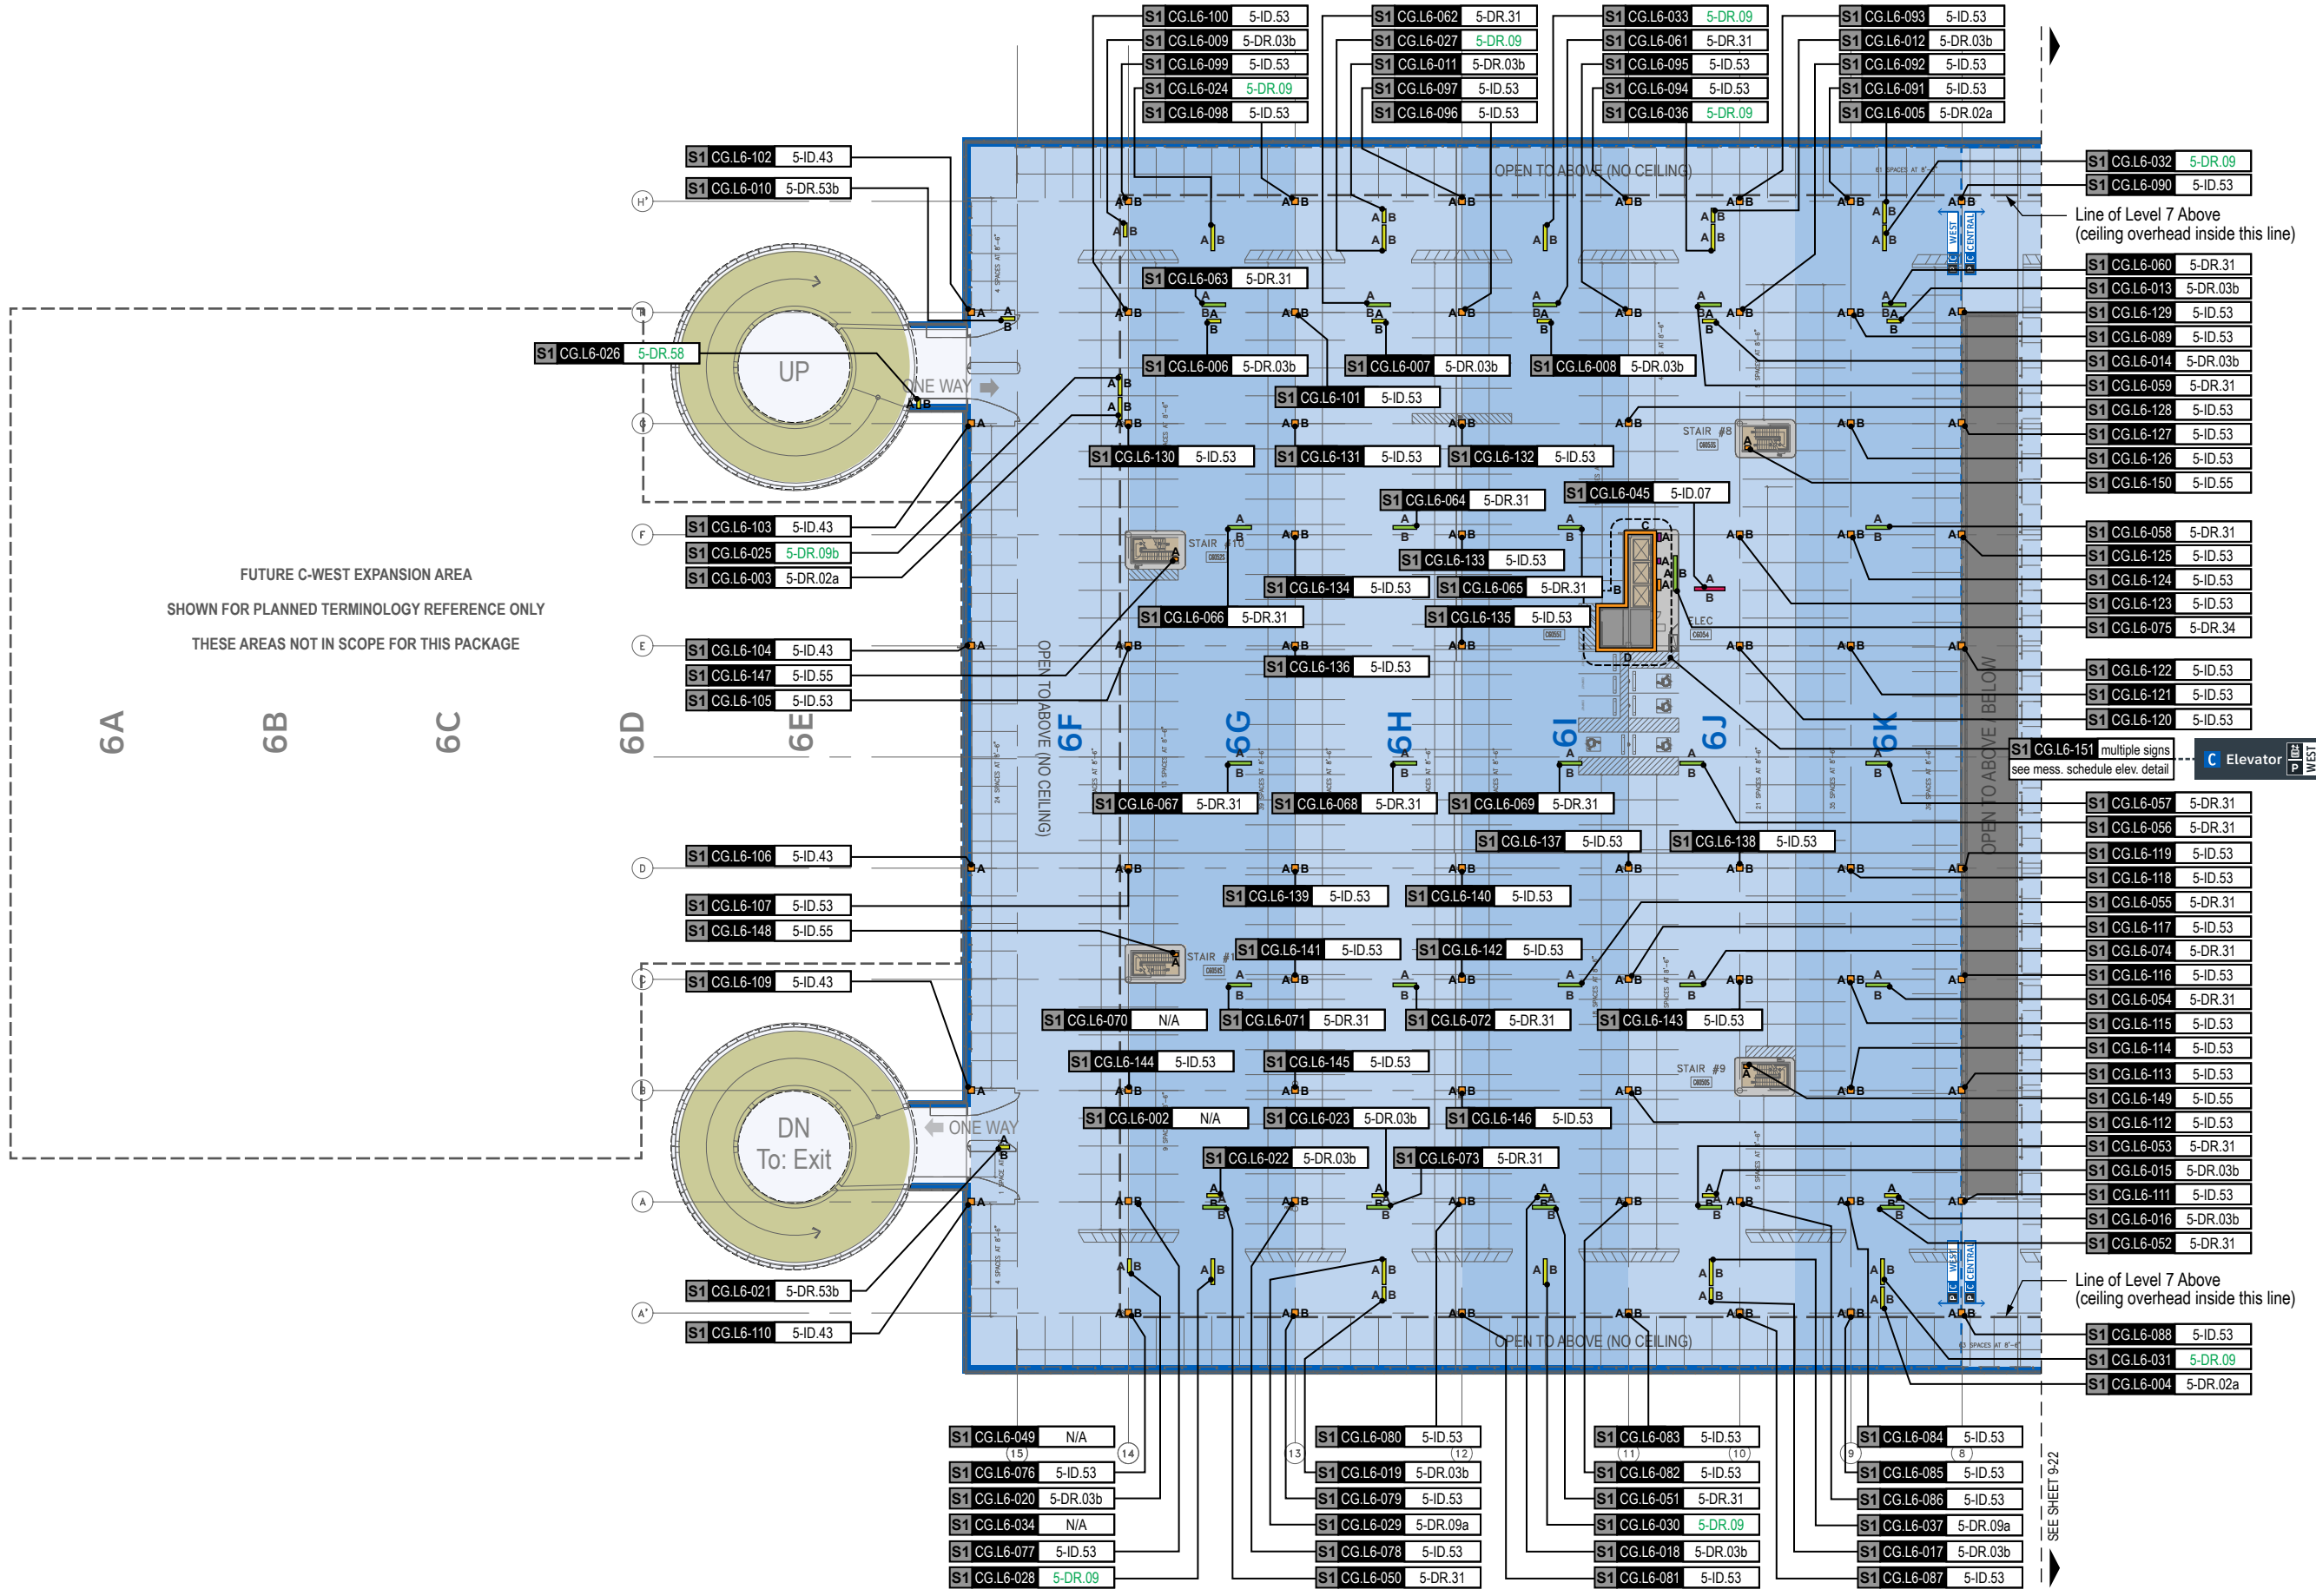 S1 CG.L6-100 5-ID.53
S1 CG.L6-009 5-DR.03b
S1 CG.L6-099 5-ID.53
S1 CG.L6-024 5-DR.09
S1 CG.L6-098 5-ID.53
S1 CG.L6-062 5-DR.31
S1 CG.L6-027 5-DR.09
S1 CG.L6-011 5-DR.03b
S1 CG.L6-097 5-ID.53
S1 CG.L6-096 5-ID.53
S1 CG.L6-033 5-DR.09
S1 CG.L6-061 5-DR.31
S1 CG.L6-095 5-ID.53
S1 CG.L6-094 5-ID.53
S1 CG.L6-036 5-DR.09
S1 CG.L6-093 5-ID.53
S1 CG.L6-012 5-DR.03b
S1 CG.L6-092 5-ID.53
S1 CG.L6-091 5-ID.53
S1 CG.L6-005 5-DR.02a
S1 CG.L6-102 5-ID.43
S1 CG.L6-010 5-DR.53b
S1 CG.L6-026 5-DR.58
UP
ONE WAY
OPEN TO ABOVE (NO CEILING)
S1 CG.L6-032 5-DR.09
S1 CG.L6-090 5-ID.53
Line of Level 7 Above
(ceiling overhead inside this line)
P C WEST
P C CENTRAL
S1 CG.L6-063 5-DR.31
S1 CG.L6-006 5-DR.03b
S1 CG.L6-007 5-DR.03b
S1 CG.L6-008 5-DR.03b
S1 CG.L6-101 5-ID.53
S1 CG.L6-060 5-DR.31
S1 CG.L6-013 5-DR.03b
S1 CG.L6-129 5-ID.53
S1 CG.L6-089 5-ID.53
S1 CG.L6-014 5-DR.03b
S1 CG.L6-059 5-DR.31
S1 CG.L6-128 5-ID.53
S1 CG.L6-127 5-ID.53
S1 CG.L6-126 5-ID.53
S1 CG.L6-150 5-ID.55
S1 CG.L6-130 5-ID.53
S1 CG.L6-131 5-ID.53
S1 CG.L6-132 5-ID.53
STAIR #8
S1 CG.L6-064 5-DR.31
S1 CG.L6-045 5-ID.07
S1 CG.L6-103 5-ID.43
S1 CG.L6-025 5-DR.09b
S1 CG.L6-003 5-DR.02a
STAIR #10
S1 CG.L6-133 5-ID.53
S1 CG.L6-134 5-ID.53
S1 CG.L6-065 5-DR.31
S1 CG.L6-066 5-DR.31
S1 CG.L6-135 5-ID.53
S1 CG.L6-136 5-ID.53
ELEC
S1 CG.L6-058 5-DR.31
S1 CG.L6-125 5-ID.53
S1 CG.L6-124 5-ID.53
S1 CG.L6-123 5-ID.53
S1 CG.L6-075 5-DR.34
FUTURE C-WEST EXPANSION AREA
SHOWN FOR PLANNED TERMINOLOGY REFERENCE ONLY
THESE AREAS NOT IN SCOPE FOR THIS PACKAGE
S1 CG.L6-104 5-ID.43
S1 CG.L6-147 5-ID.55
S1 CG.L6-105 5-ID.53
S1 CG.L6-122 5-ID.53
S1 CG.L6-121 5-ID.53
S1 CG.L6-120 5-ID.53
6A
6B
6C
6D
6E
6F
6G
6H
6I
6J
6K
OPEN TO ABOVE (NO CEILING)
OPEN TO ABOVE / BELOW
S1 CG.L6-151 multiple signs
see mess. schedule elev. detail
C Elevator P WEST
S1 CG.L6-067 5-DR.31
S1 CG.L6-068 5-DR.31
S1 CG.L6-069 5-DR.31
S1 CG.L6-137 5-ID.53
S1 CG.L6-138 5-ID.53
S1 CG.L6-057 5-DR.31
S1 CG.L6-056 5-DR.31
S1 CG.L6-119 5-ID.53
S1 CG.L6-118 5-ID.53
S1 CG.L6-055 5-DR.31
S1 CG.L6-117 5-ID.53
S1 CG.L6-074 5-DR.31
S1 CG.L6-116 5-ID.53
S1 CG.L6-054 5-DR.31
S1 CG.L6-115 5-ID.53
S1 CG.L6-114 5-ID.53
S1 CG.L6-113 5-ID.53
S1 CG.L6-149 5-ID.55
S1 CG.L6-112 5-ID.53
S1 CG.L6-053 5-DR.31
S1 CG.L6-015 5-DR.03b
S1 CG.L6-111 5-ID.53
S1 CG.L6-016 5-DR.03b
S1 CG.L6-052 5-DR.31
S1 CG.L6-106 5-ID.43
S1 CG.L6-107 5-ID.53
S1 CG.L6-148 5-ID.55
S1 CG.L6-109 5-ID.43
S1 CG.L6-139 5-ID.53
S1 CG.L6-140 5-ID.53
S1 CG.L6-141 5-ID.53
S1 CG.L6-142 5-ID.53
S1 CG.L6-070 N/A
S1 CG.L6-071 5-DR.31
S1 CG.L6-072 5-DR.31
S1 CG.L6-143 5-ID.53
S1 CG.L6-144 5-ID.53
S1 CG.L6-145 5-ID.53
STAIR #9
S1 CG.L6-002 N/A
S1 CG.L6-023 5-DR.03b
S1 CG.L6-146 5-ID.53
S1 CG.L6-022 5-DR.03b
S1 CG.L6-073 5-DR.31
DN
To: Exit
ONE WAY
S1 CG.L6-021 5-DR.53b
S1 CG.L6-110 5-ID.43
P C WEST
P C CENTRAL
Line of Level 7 Above
(ceiling overhead inside this line)
OPEN TO ABOVE (NO CEILING)
S1 CG.L6-088 5-ID.53
S1 CG.L6-031 5-DR.09
S1 CG.L6-004 5-DR.02a
S1 CG.L6-049 N/A
S1 CG.L6-076 5-ID.53
S1 CG.L6-020 5-DR.03b
S1 CG.L6-034 N/A
S1 CG.L6-077 5-ID.53
S1 CG.L6-028 5-DR.09
S1 CG.L6-080 5-ID.53
S1 CG.L6-019 5-DR.03b
S1 CG.L6-079 5-ID.53
S1 CG.L6-029 5-DR.09a
S1 CG.L6-078 5-ID.53
S1 CG.L6-050 5-DR.31
S1 CG.L6-083 5-ID.53
S1 CG.L6-082 5-ID.53
S1 CG.L6-051 5-DR.31
S1 CG.L6-030 5-DR.09
S1 CG.L6-018 5-DR.03b
S1 CG.L6-081 5-ID.53
S1 CG.L6-084 5-ID.53
S1 CG.L6-085 5-ID.53
S1 CG.L6-086 5-ID.53
S1 CG.L6-037 5-DR.09a
S1 CG.L6-017 5-DR.03b
S1 CG.L6-087 5-ID.53
15 14 13 12 11 10 9 8
SEE SHEET 9-22